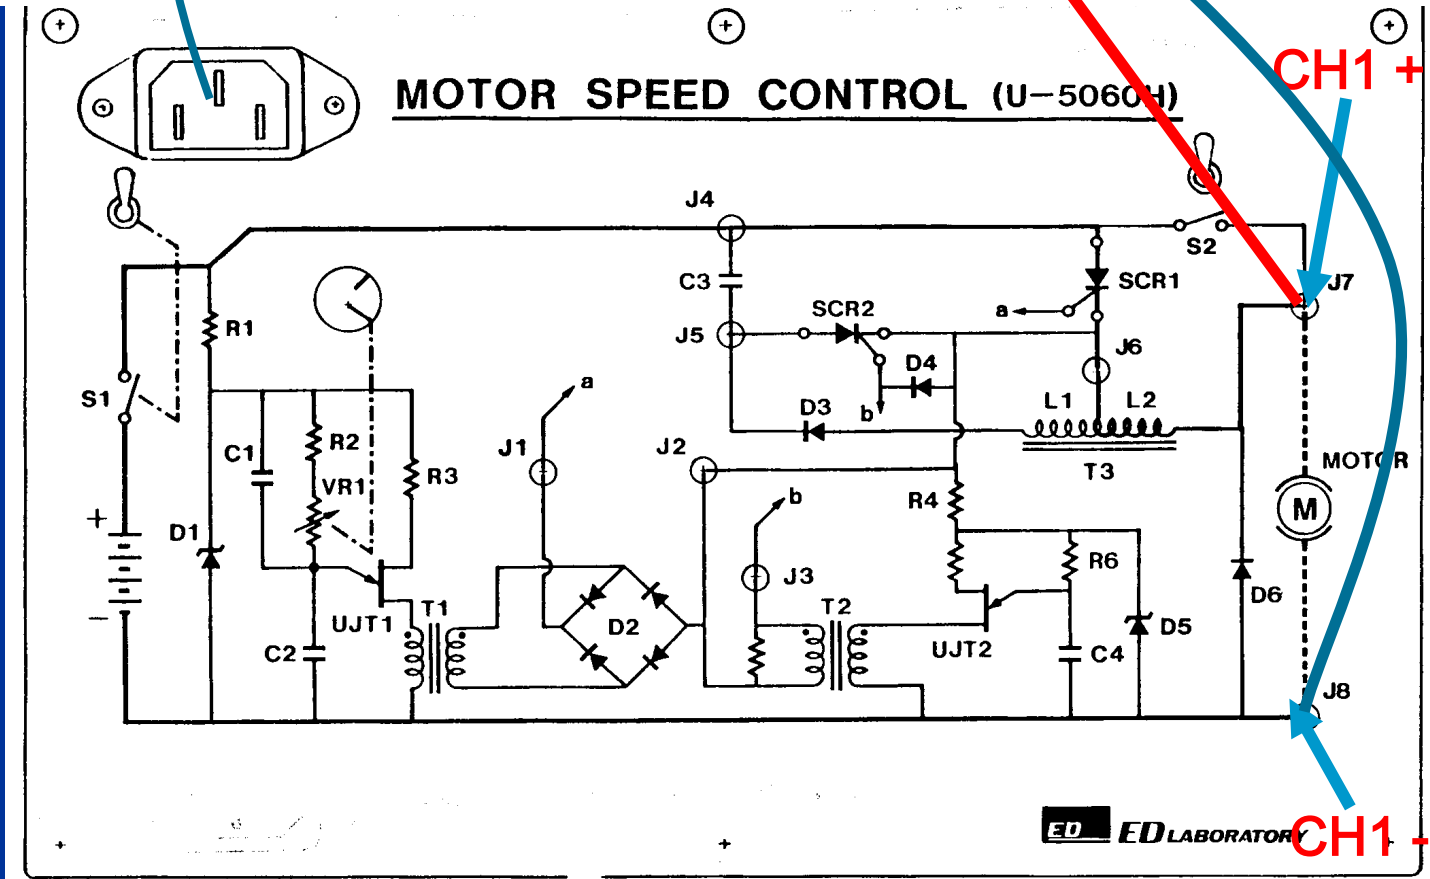 CH1 +
MOTOR SPEED CONTROL (U-5060H)
J4
S2
C3
SCR1
J7
R1
SCR2
a
J5
J6
D4
a
S1
D3
b
L1 L2
C1
R2
J1
J2
T3
MOTOR
R3
VR1
R4
b
M
+
D1
J3
R6
D6
−
UJT1
T1
D2
T2
D5
C2
UJT2
C4
J8
ED ED LABORATORY
CH1 -